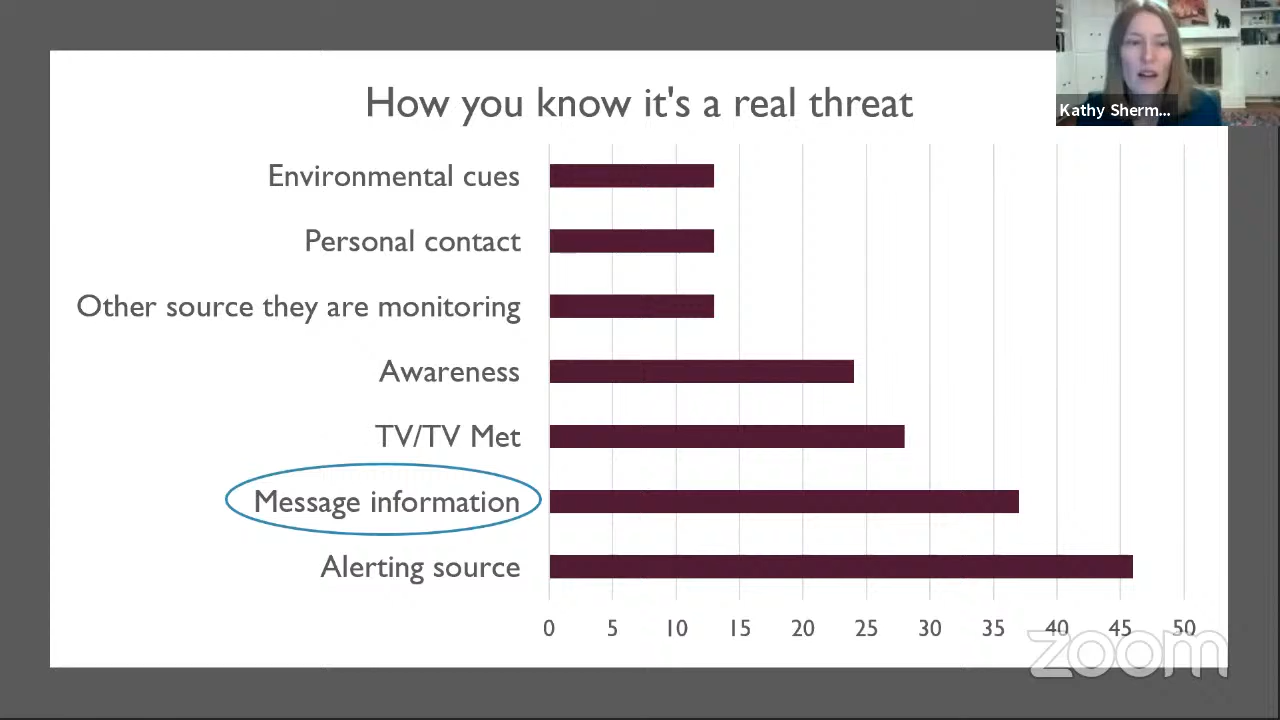 How you know it's a real threat
Kathy Sherm...
Environmental cues
Personal contact
Other source they are monitoring
Awareness
TV/TV Met
Message information
Alerting source
0 5 10 15 20 25 30 35 40 45 50
zoom